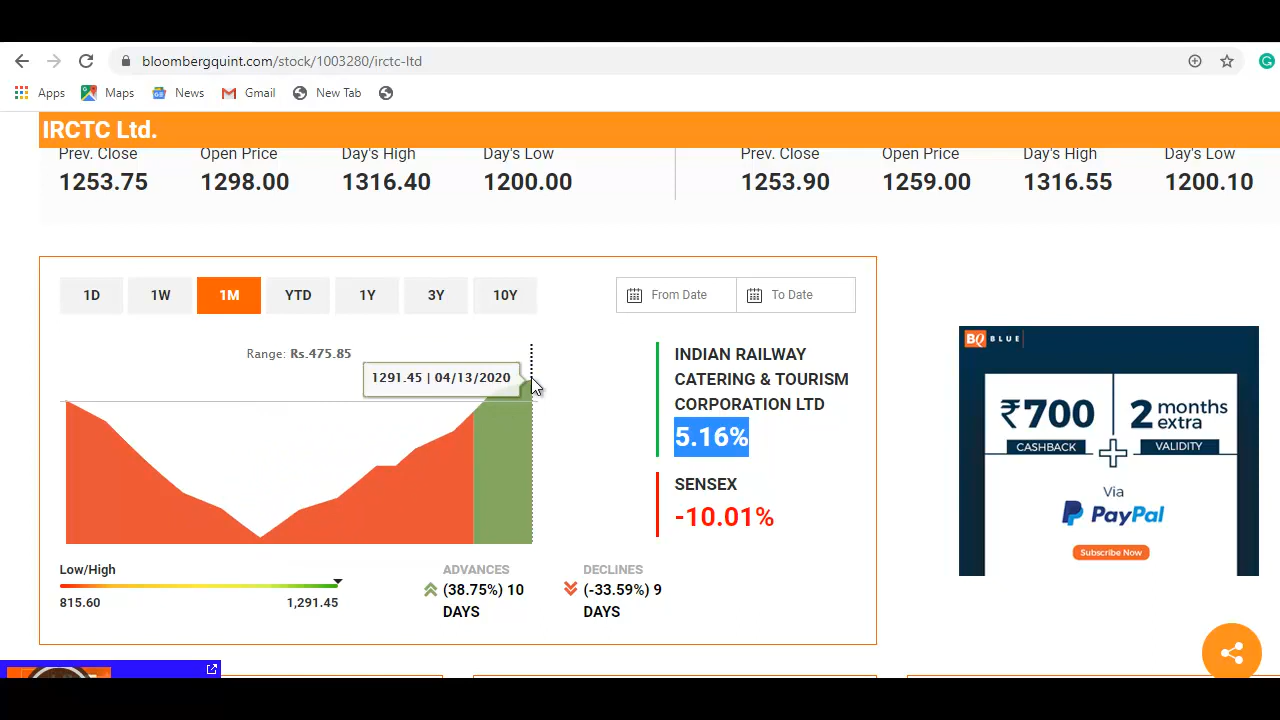 bloombergquint.com/stock/1003280/irctc-ltd
Apps Maps News Gmail New Tab
IRCTC Ltd.
Prev. Close Open Price Day's High Day's Low Prev. Close Open Price Day's High Day's Low
1253.75 1298.00 1316.40 1200.00 1253.90 1259.00 1316.55 1200.10
1D 1W 1M YTD 1Y 3Y 10Y From Date To Date
Range: Rs.475.85
1291.45 | 04/13/2020
INDIAN RAILWAY
CATERING & TOURISM
CORPORATION LTD
5.16%
SENSEX
-10.01%
Low/High
815.60 1,291.45
ADVANCES
(38.75%) 10
DAYS
DECLINES
(-33.59%) 9
DAYS
BQ BLUE
₹700
CASHBACK
2 months
extra
VALIDITY
Via
PayPal
Subscribe Now